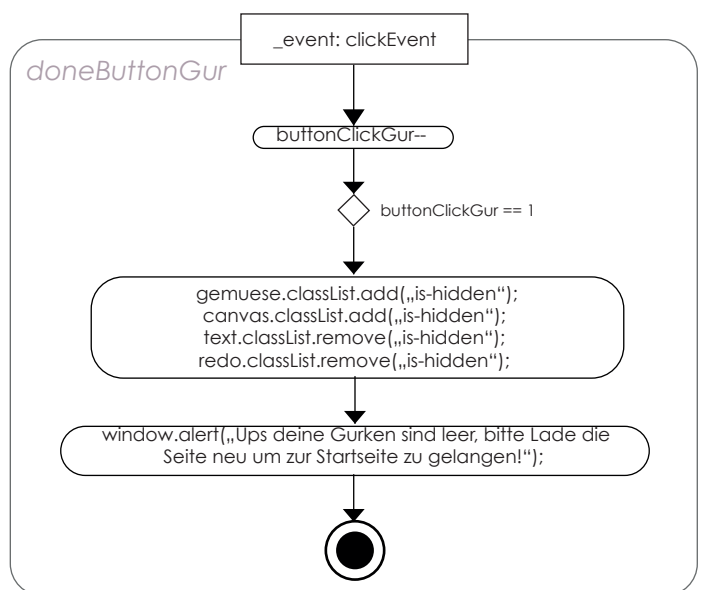 _event: clickEvent
doneButtonGur
buttonClickGur--
buttonClickGur == 1
gemuese.classList.add(„is-hidden“);
canvas.classList.add(„is-hidden“);
text.classList.remove(„is-hidden“);
redo.classList.remove(„is-hidden“);
window.alert(„Ups deine Gurken sind leer, bitte Lade die
Seite neu um zur Startseite zu gelangen!“);